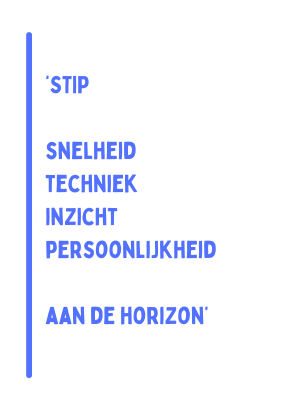 'STIP
SNELHEID
TECHNIEK
INZICHT
PERSOONLIJKHEID
AAN DE HORIZON'